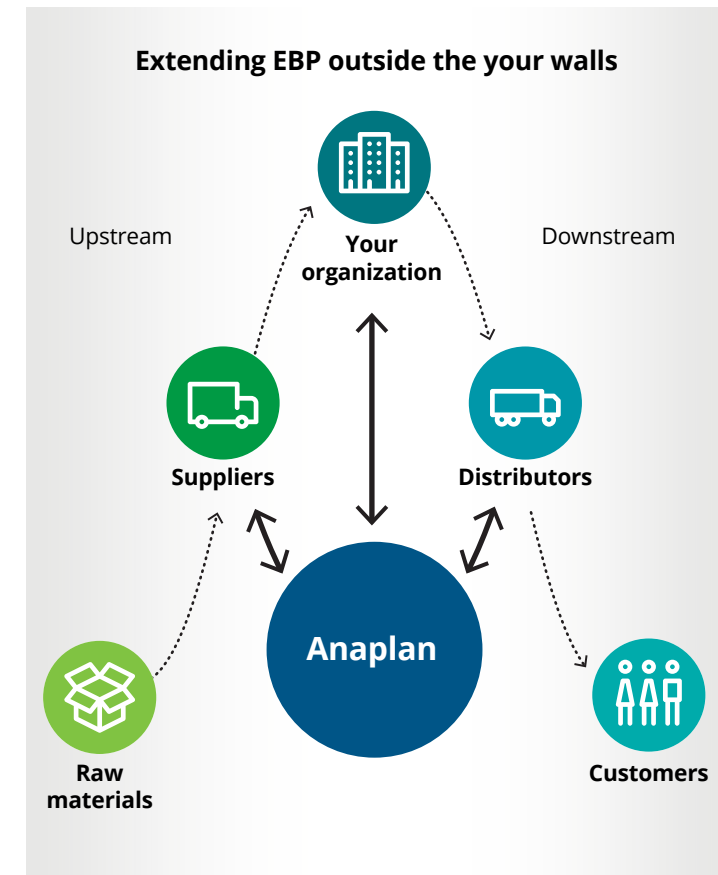 Extending EBP outside the your walls
Upstream
Your
organization
Downstream
Suppliers
Distributors
Anaplan
Raw
materials
Customers